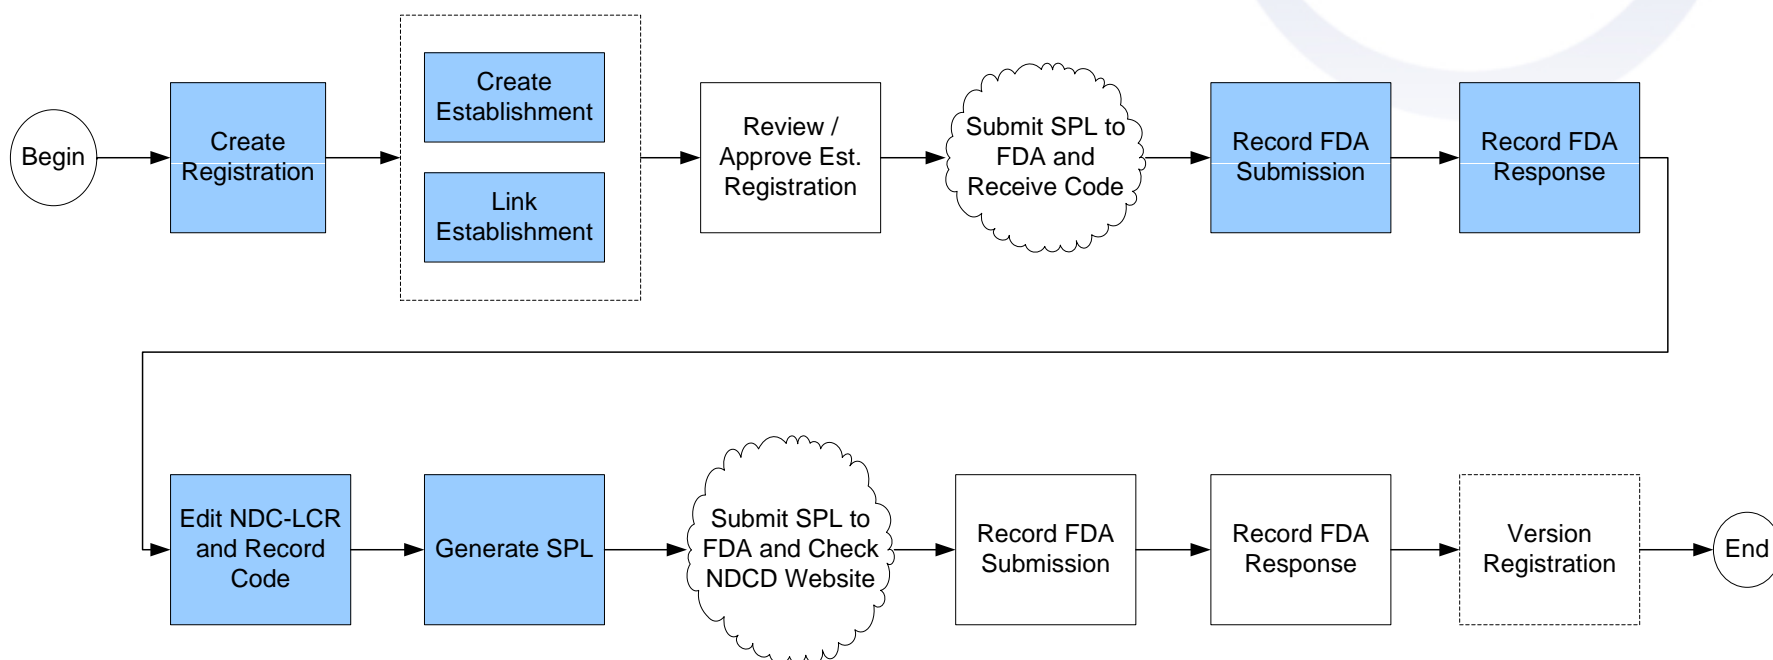 Begin
Create
Registration
Create
Establishment
Link
Establishment
Review /
Approve Est.
Registration
Submit SPL to
FDA and
Receive Code
Record FDA
Submission
Record FDA
Response
Edit NDC-LCR
and Record
Code
Generate SPL
Submit SPL to
FDA and Check
NDCD Website
Record FDA
Submission
Record FDA
Response
Version
Registration
End